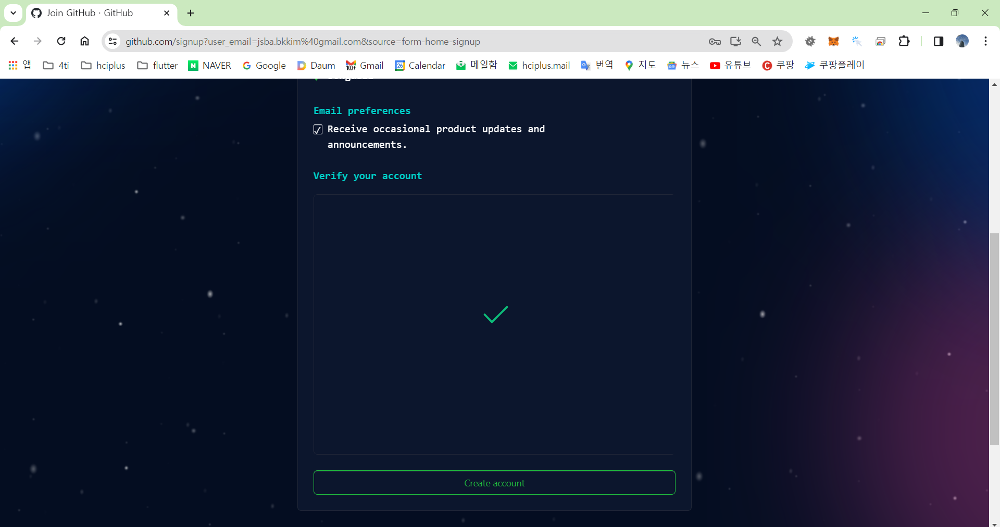 Join GitHub · GitHub
github.com/signup?user_email=jsba.bkkim%40gmail.com&source=form-home-signup
앱 4ti hciplus flutter N NAVER Google Daum 100+ Gmail 26 Calendar N 메일함 hciplus.mail G 번역 지도 뉴스 유튜브 C 쿠팡 쿠팡플레이
Email preferences
Receive occasional product updates and
announcements.
Verify your account
Create account